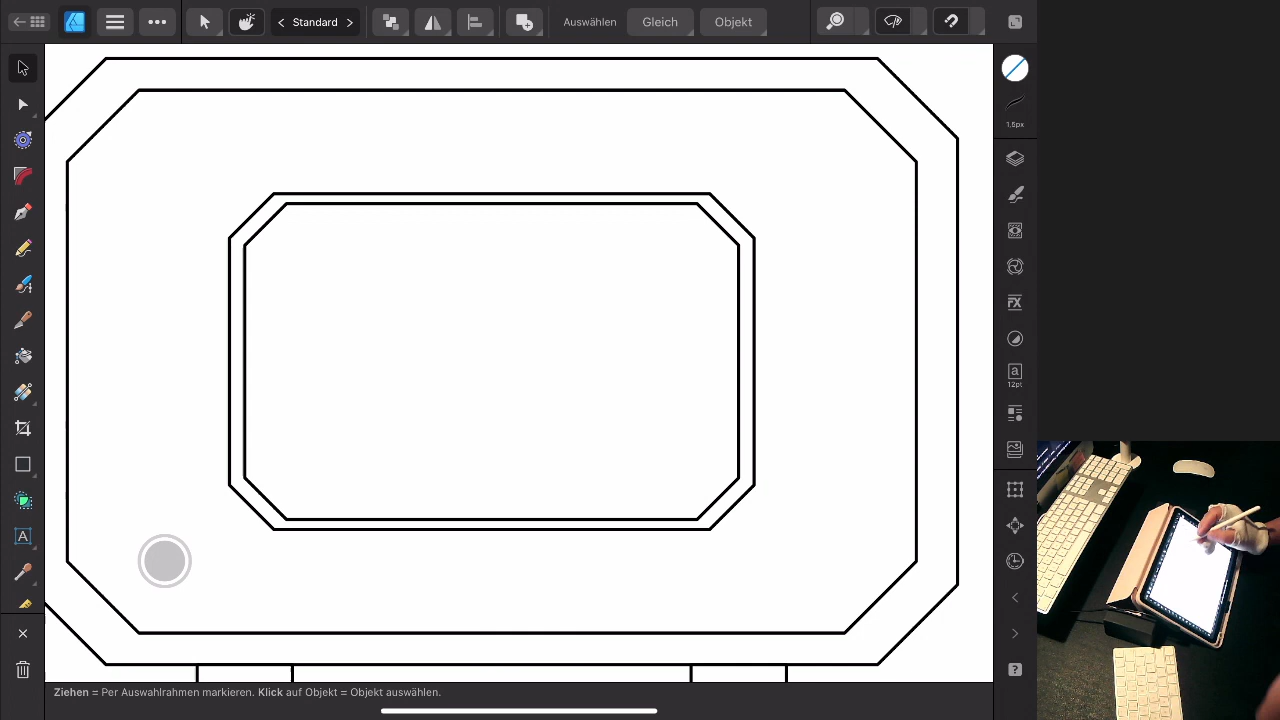 Standard
Auswählen
Gleich
Objekt
1,5px
a
12pt
A
?
Ziehen = Per Auswahlrahmen markieren. Klick auf Objekt = Objekt auswählen.